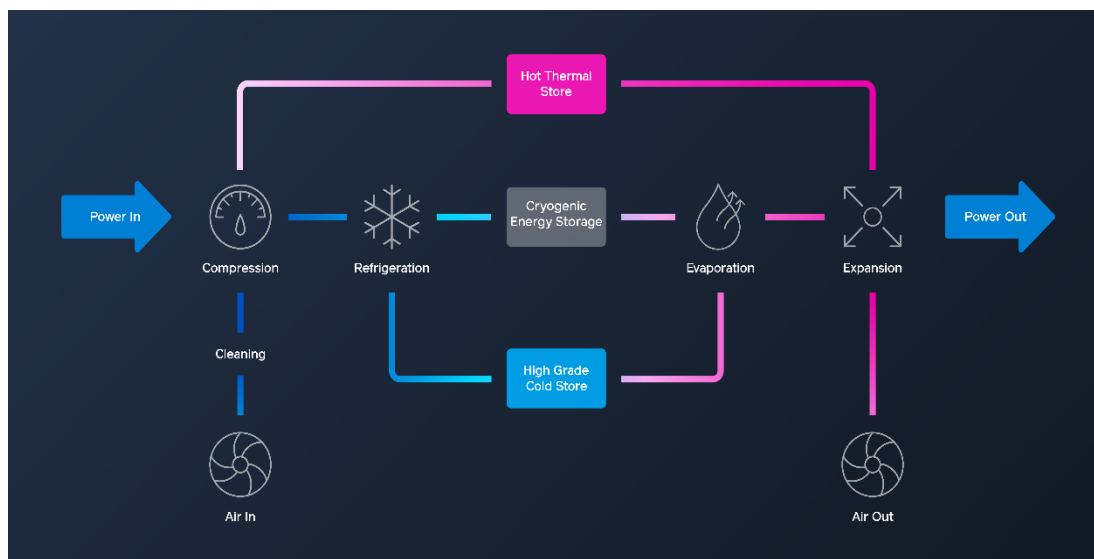 Hot Thermal
Store
Power In
Cryogenic
Energy Storage
Power Out
Compression
Refrigeration
Evaporation
Expansion
Cleaning
High Grade
Cold Store
Air In
Air Out